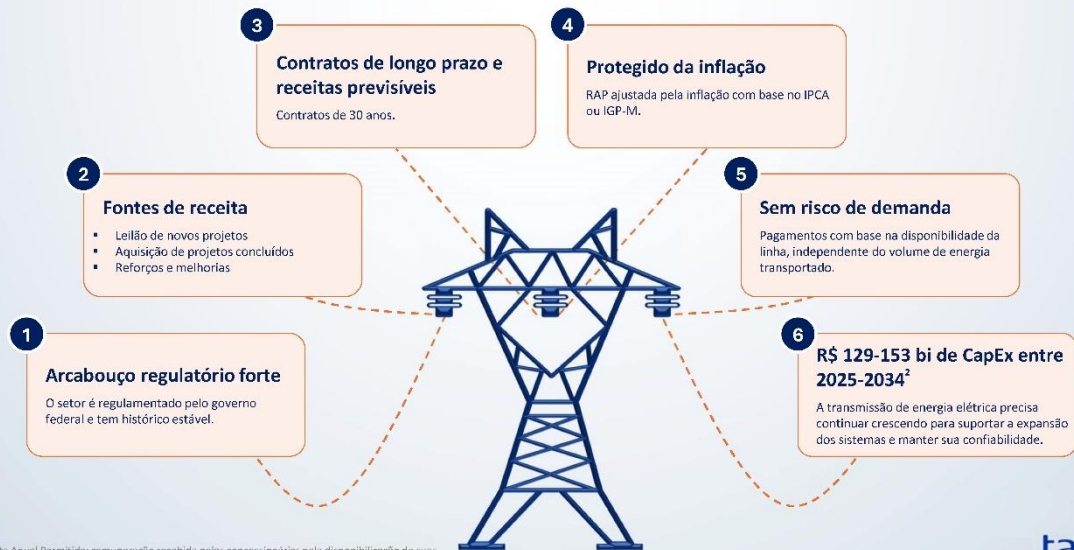 3
Contratos de longo prazo e
receitas previsíveis
Contratos de 30 anos.
4
Protegido da inflação
RAP ajustada pela inflação com base no IPCA
ou IGP-M.
2
Fontes de receita
▪ Leilão de novos projetos
▪ Aquisição de projetos concluídos
▪ Reforços e melhorias
5
Sem risco de demanda
Pagamentos com base na disponibilidade da
linha, independente do volume de energia
transportado.
1
Arcabouço regulatório forte
O setor é regulamentado pelo governo
federal e tem histórico estável.
6
R$ 129-153 bi de CapEx entre
2025-2034²
A transmissão de energia elétrica precisa
continuar crescendo para suportar a expansão
dos sistemas e manter sua confiabilidade.